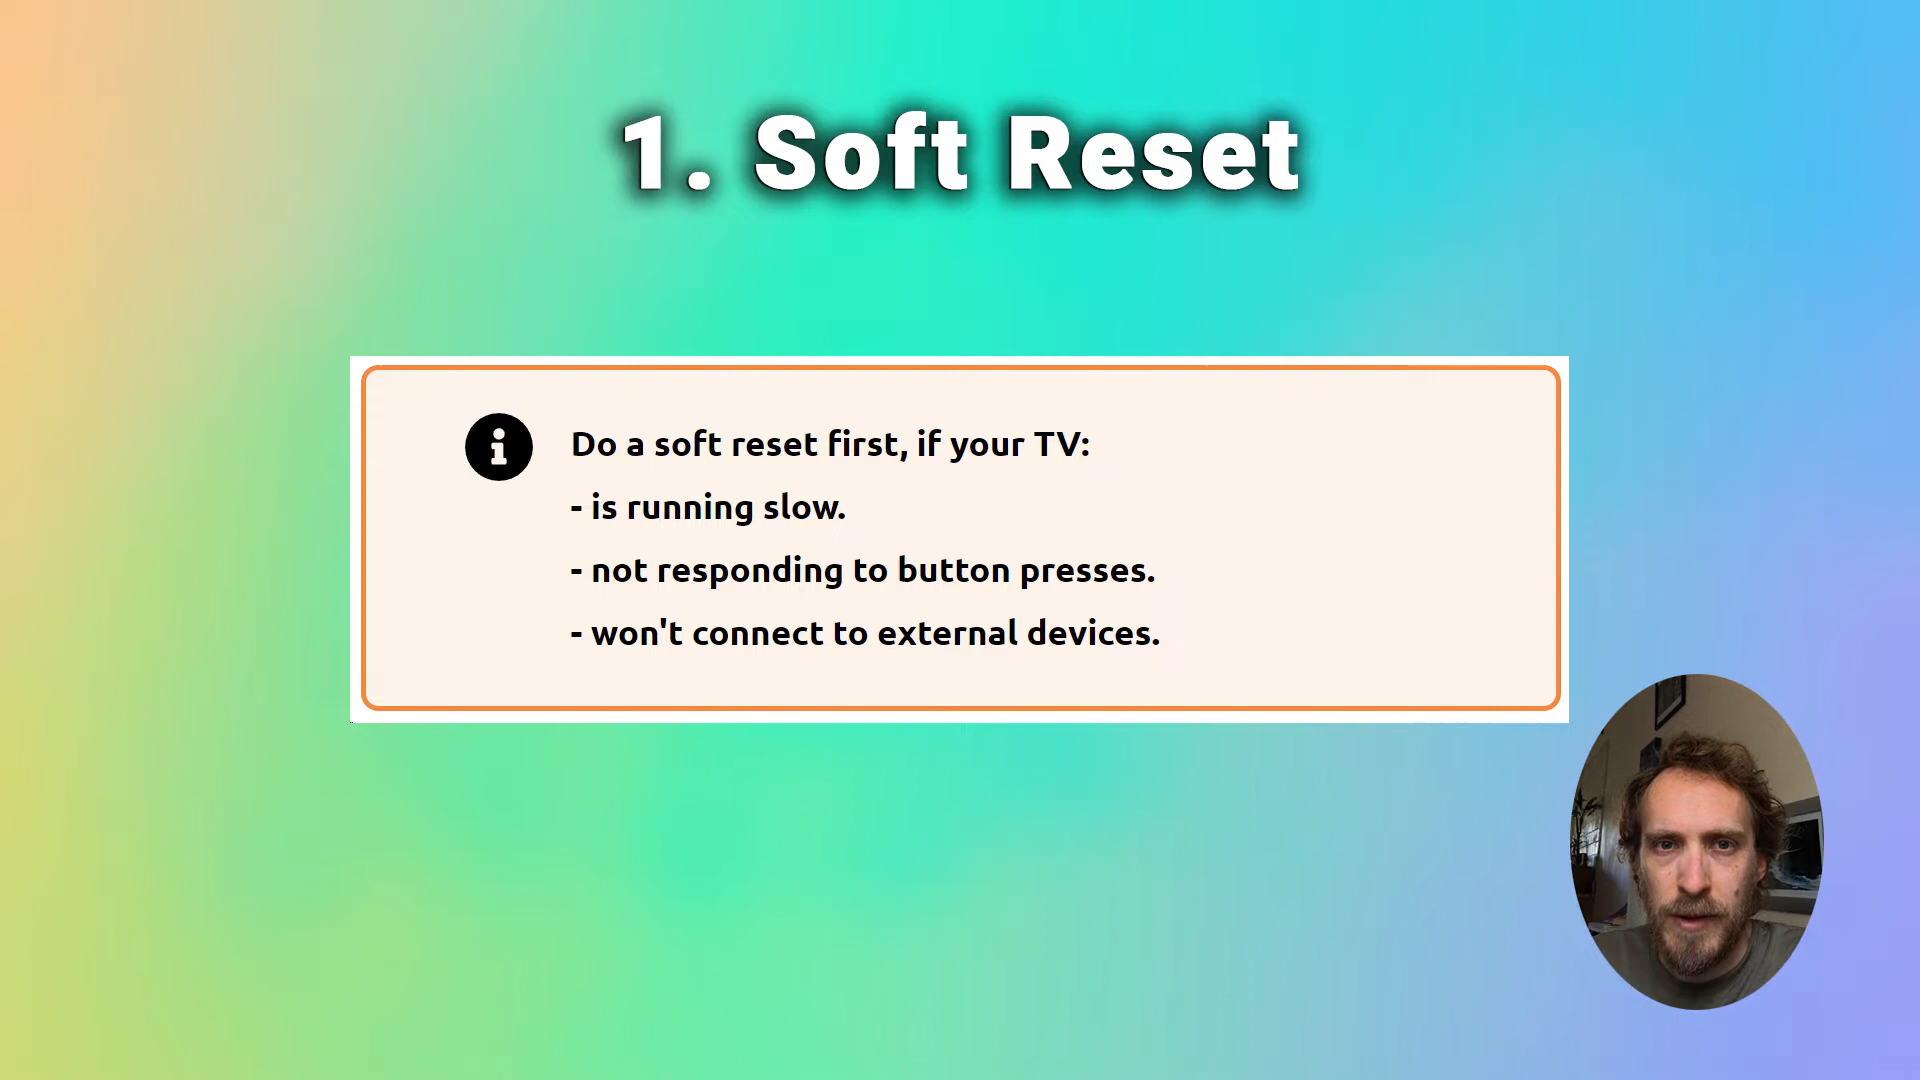 1. Soft Reset
Do a soft reset first, if your TV:
- is running slow.
- not responding to button presses.
- won't connect to external devices.